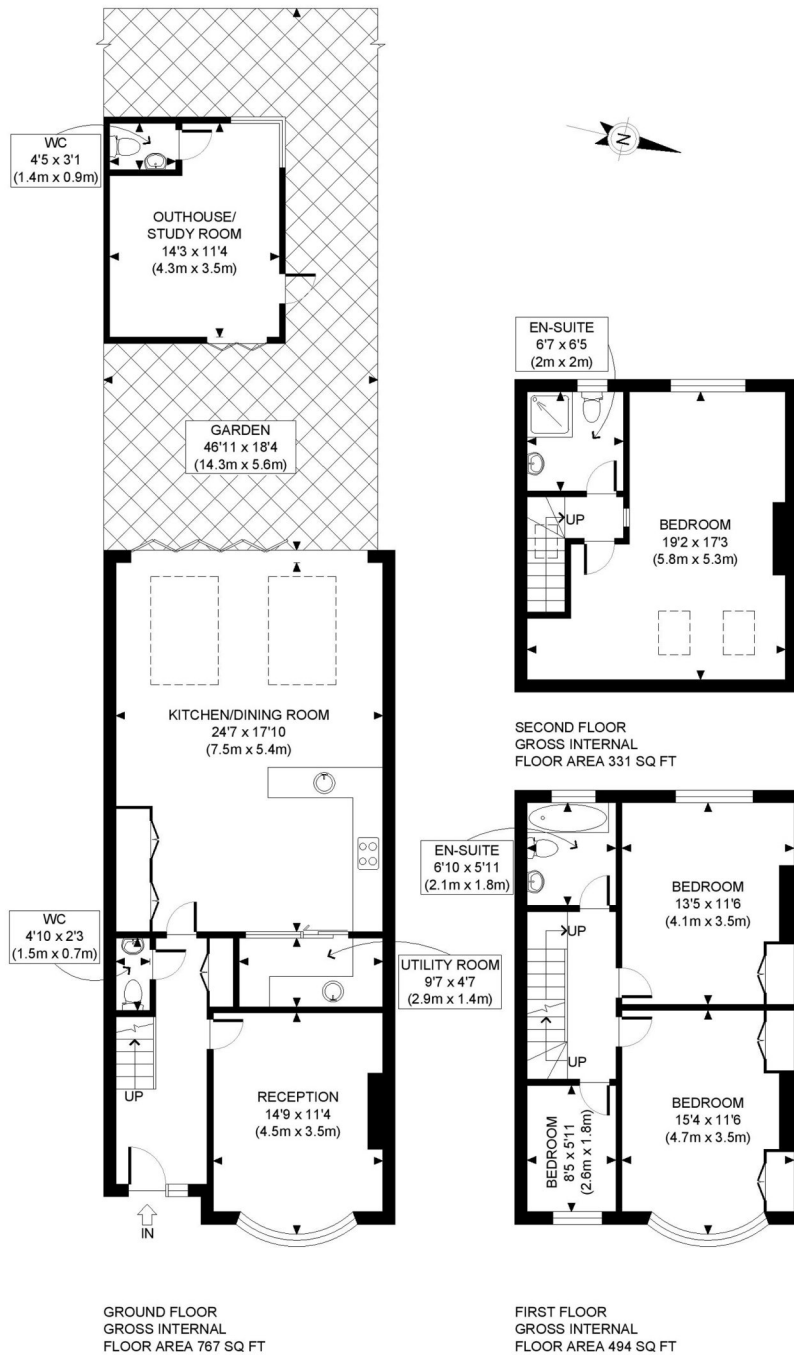 WC
4'5 x 3'1
(1.4m x 0.9m)
OUTHOUSE/
STUDY ROOM
14'3 x 11'4
(4.3m x 3.5m)
N
GARDEN
46'11 x 18'4
(14.3m x 5.6m)
KITCHEN/DINING ROOM
24'7 x 17'10
(7.5m x 5.4m)
WC
4'10 x 2'3
(1.5m x 0.7m)
UTILITY ROOM
9'7 x 4'7
(2.9m x 1.4m)
UP
RECEPTION
14'9 x 11'4
(4.5m x 3.5m)
IN
GROUND FLOOR
GROSS INTERNAL
FLOOR AREA 767 SQ FT
EN-SUITE
6'7 x 6'5
(2m x 2m)
UP
BEDROOM
19'2 x 17'3
(5.8m x 5.3m)
SECOND FLOOR
GROSS INTERNAL
FLOOR AREA 331 SQ FT
EN-SUITE
6'10 x 5'11
(2.1m x 1.8m)
BEDROOM
13'5 x 11'6
(4.1m x 3.5m)
UP
UP
BEDROOM
15'4 x 11'6
(4.7m x 3.5m)
BEDROOM
8'5 x 5'11
(2.6m x 1.8m)
FIRST FLOOR
GROSS INTERNAL
FLOOR AREA 494 SQ FT